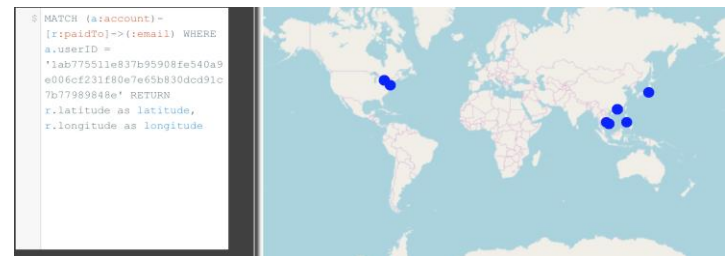 $ MATCH (a:account)-
[r:paidTo]->(:email) WHERE
a.userID =
'1ab775511e837b95908fe540a9
e006cf231f80e7e65b830dcd91c
7b77989848e' RETURN
r.latitude as latitude,
r.longitude as longitude